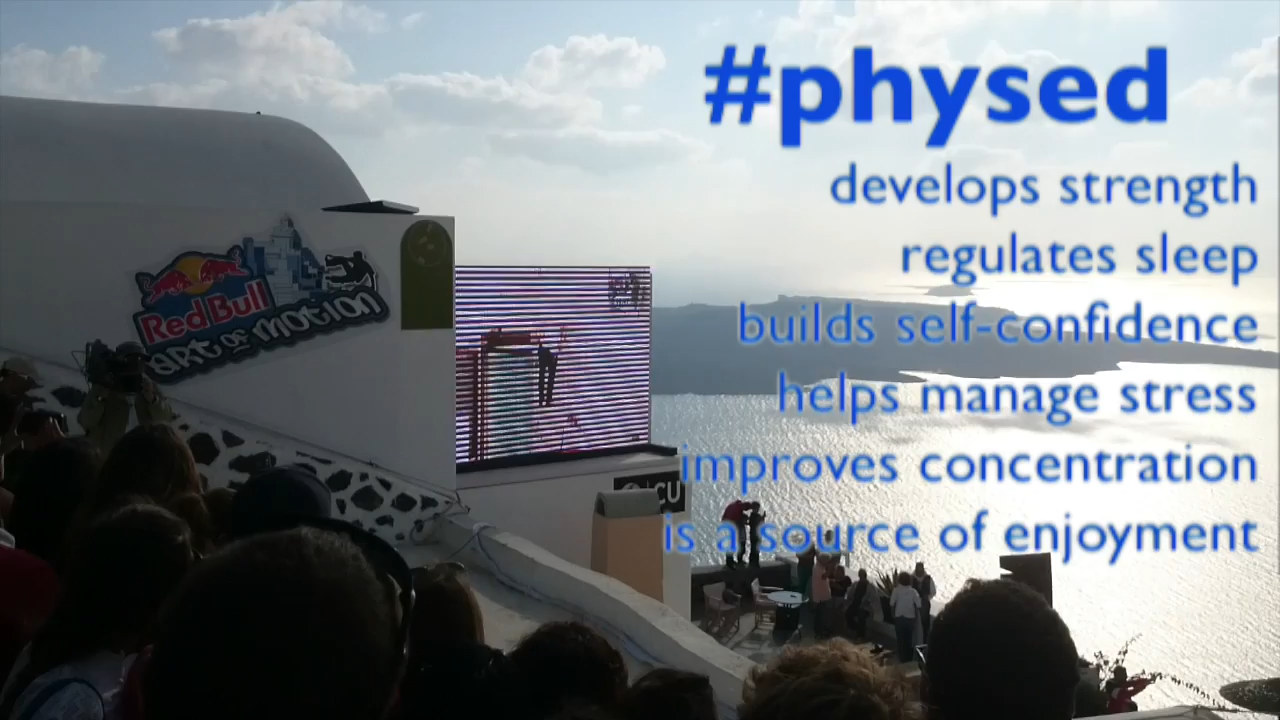 #physed
develops strength
regulates sleep
builds self-confidence
helps manage stress
improves concentration
is a source of enjoyment
Red Bull
ART OF MOTION
CU